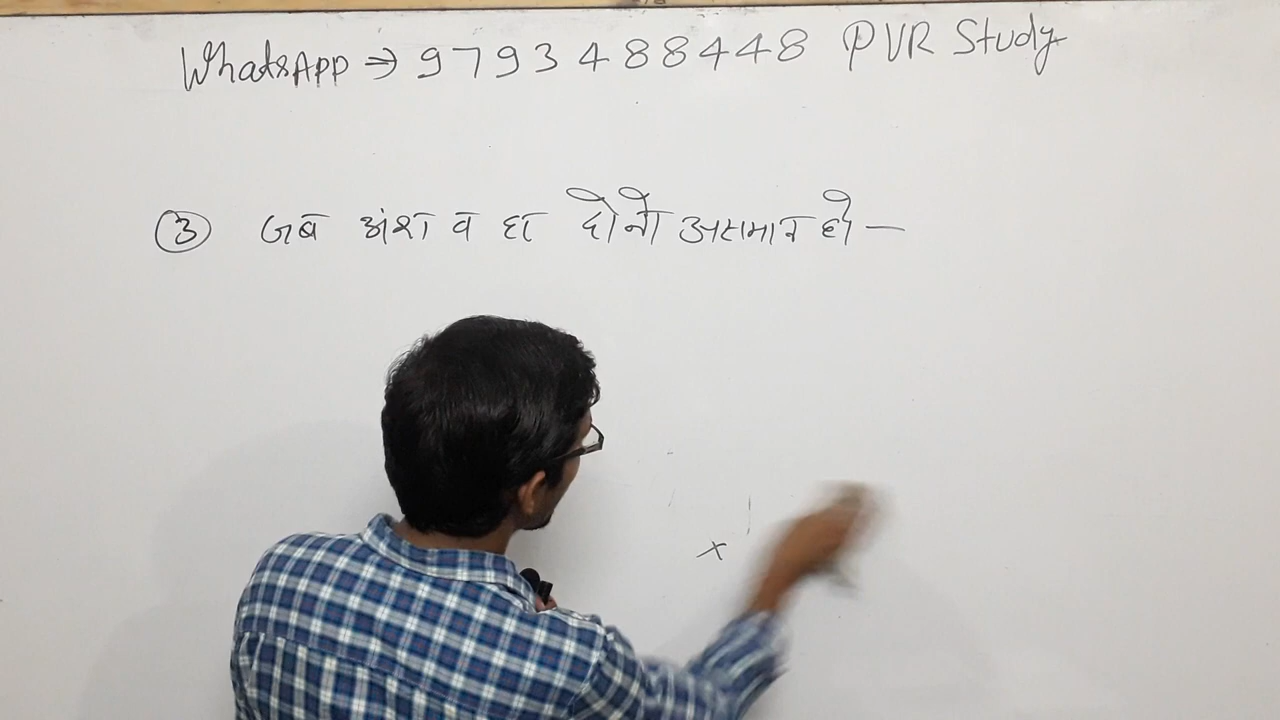 WhatsApp ⇒ 9793488448 PVR Study
③ जब अंश व हर दोनों असमान हो —
×